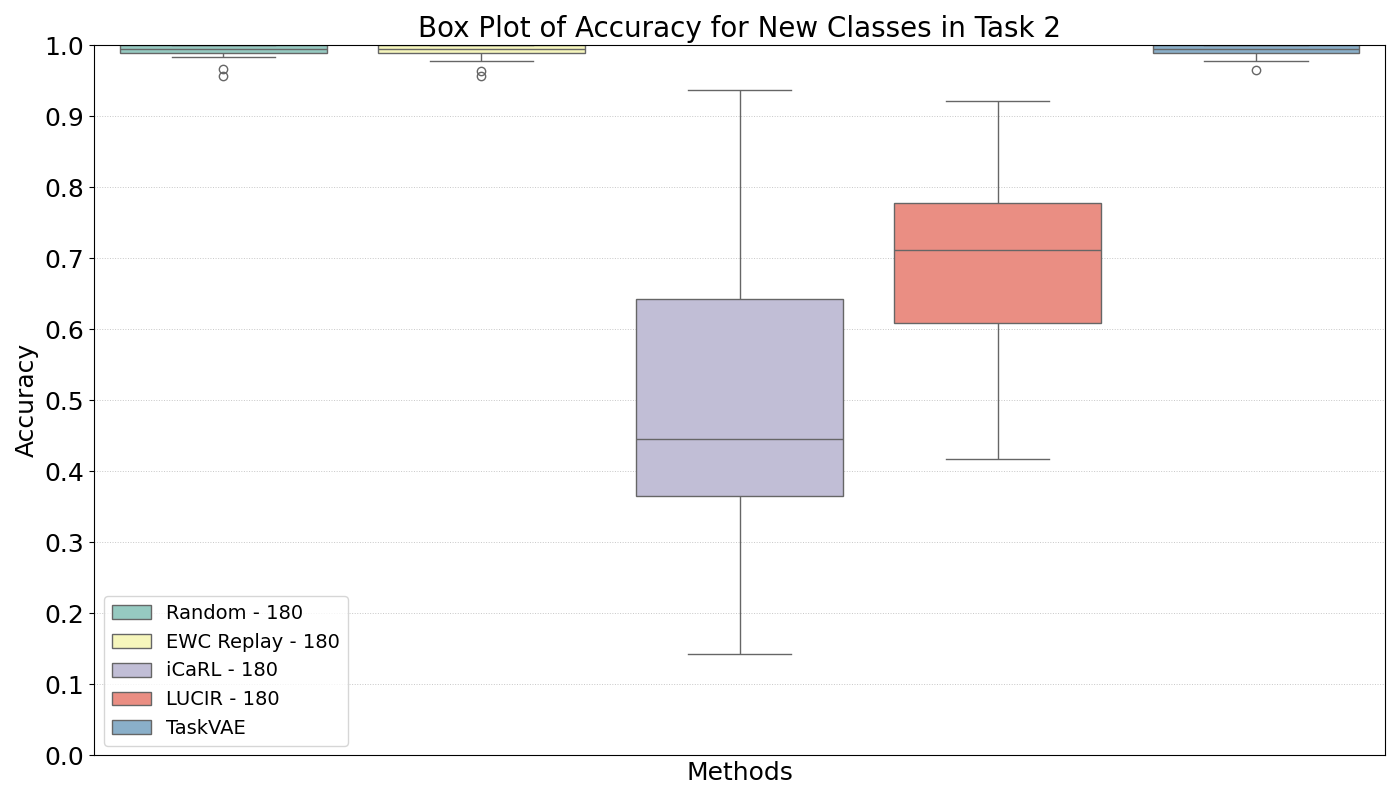 Box Plot of Accuracy for New Classes in Task 2
1.0
0.9
0.8
0.7
0.6
0.5
0.4
0.3
0.2
0.1
0.0
Accuracy
Random - 180
EWC Replay - 180
iCaRL - 180
LUCIR - 180
TaskVAE
Methods